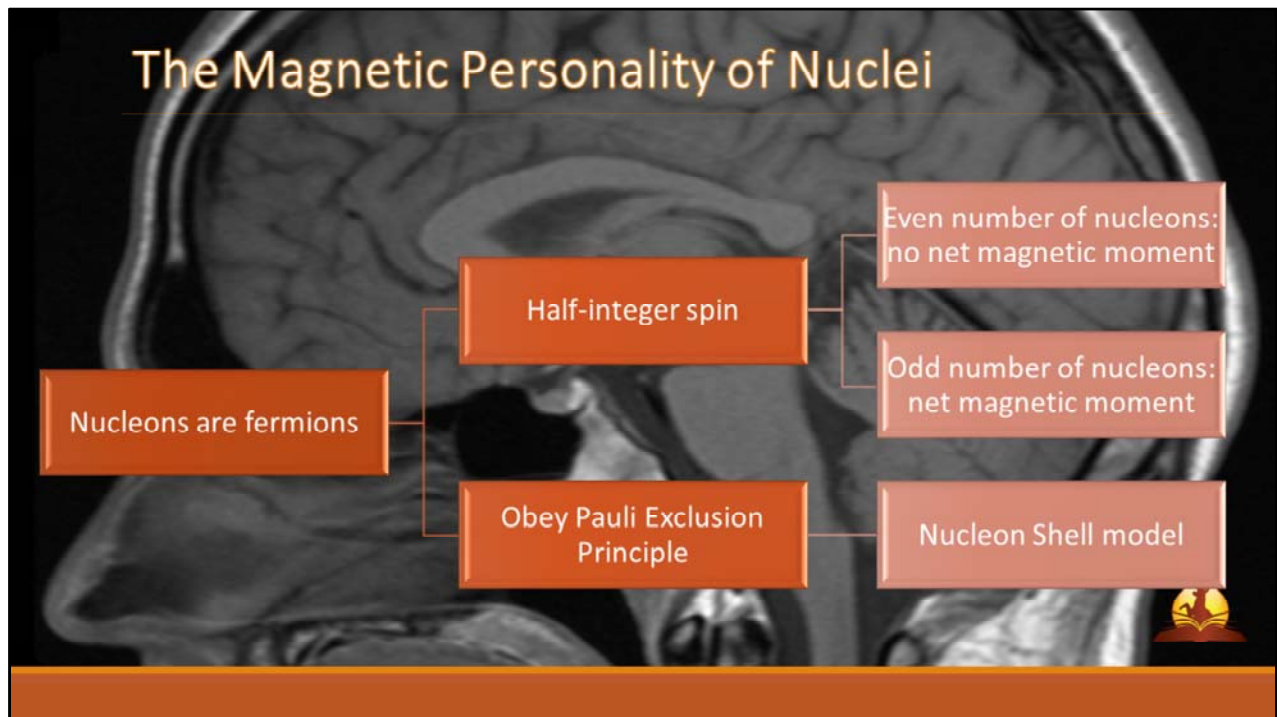 The Magnetic Personality of Nuclei
Nucleons are fermions
Half-integer spin
Even number of nucleons:
no net magnetic moment
Odd number of nucleons:
net magnetic moment
Obey Pauli Exclusion
Principle
Nucleon Shell model